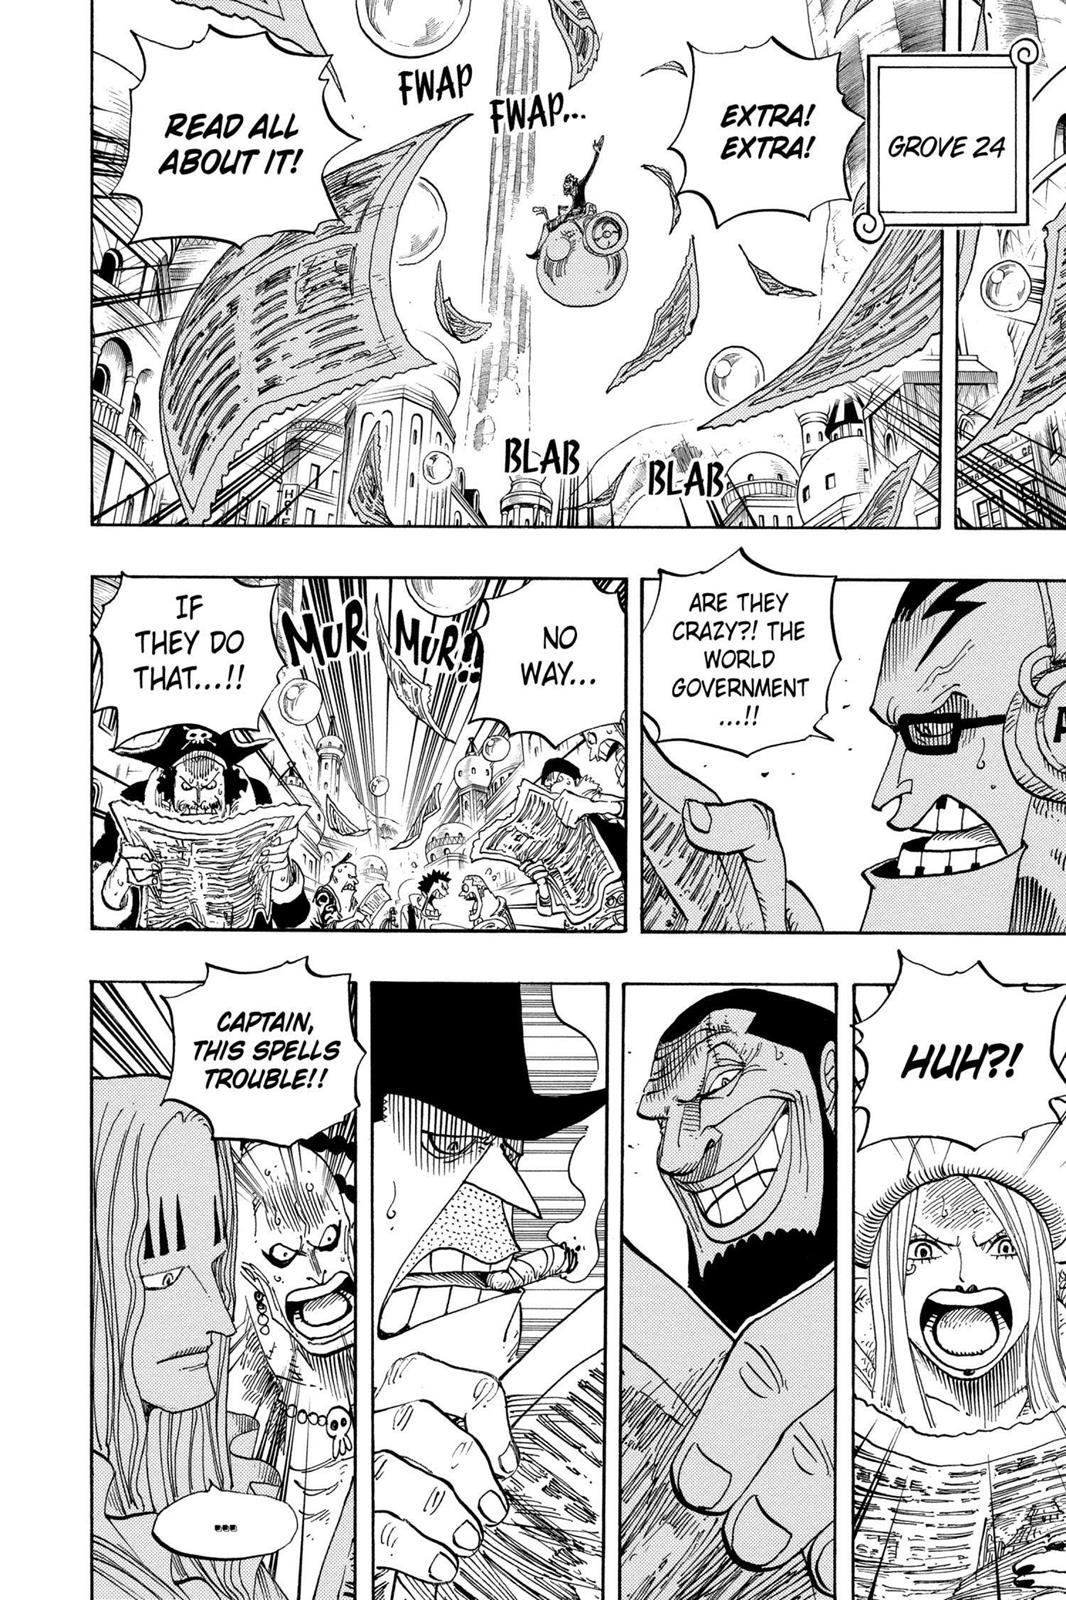 GROVE 24
EXTRA!
EXTRA!
FWAP
FWAP...
READ ALL
ABOUT IT!
BLAB
BLAB
ARE THEY
CRAZY?! THE
WORLD
GOVERNMENT
...!!
NO
WAY...
MUR
MUR!!
IF
THEY DO
THAT...!!
HUH?!
CAPTAIN,
THIS SPELLS
TROUBLE!!
...